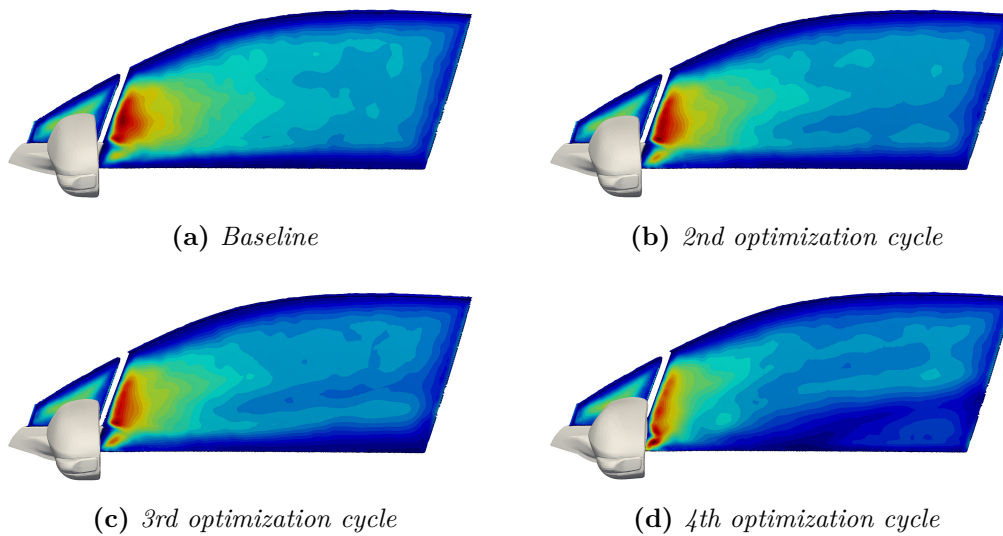 (a) Baseline
(b) 2nd optimization cycle
(c) 3rd optimization cycle
(d) 4th optimization cycle